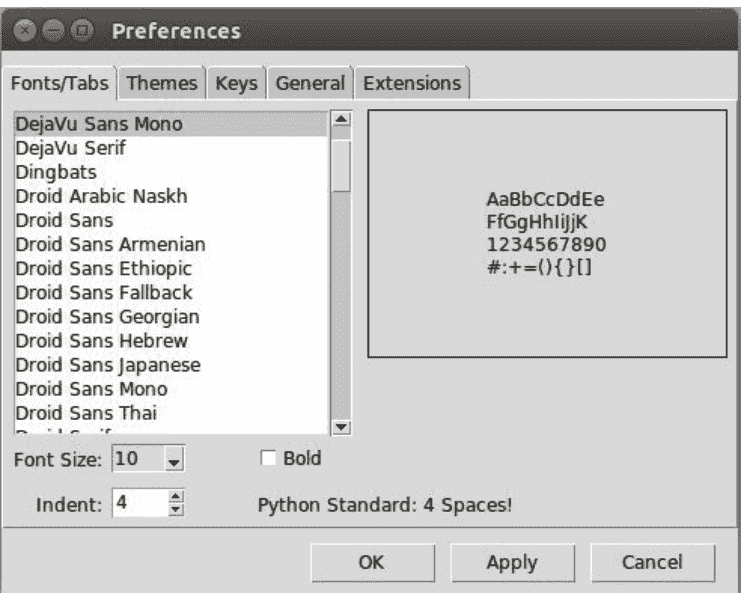 Preferences
Fonts/Tabs Themes Keys General Extensions
DejaVu Sans Mono
DejaVu Serif
Dingbats
Droid Arabic Naskh
Droid Sans
Droid Sans Armenian
Droid Sans Ethiopic
Droid Sans Fallback
Droid Sans Georgian
Droid Sans Hebrew
Droid Sans Japanese
Droid Sans Mono
Droid Sans Thai
AaBbCcDdEe
FfGgHhIiJjK
1234567890
#:+=(){}[]
Font Size: 10 Bold
Indent: 4 Python Standard: 4 Spaces!
OK Apply Cancel